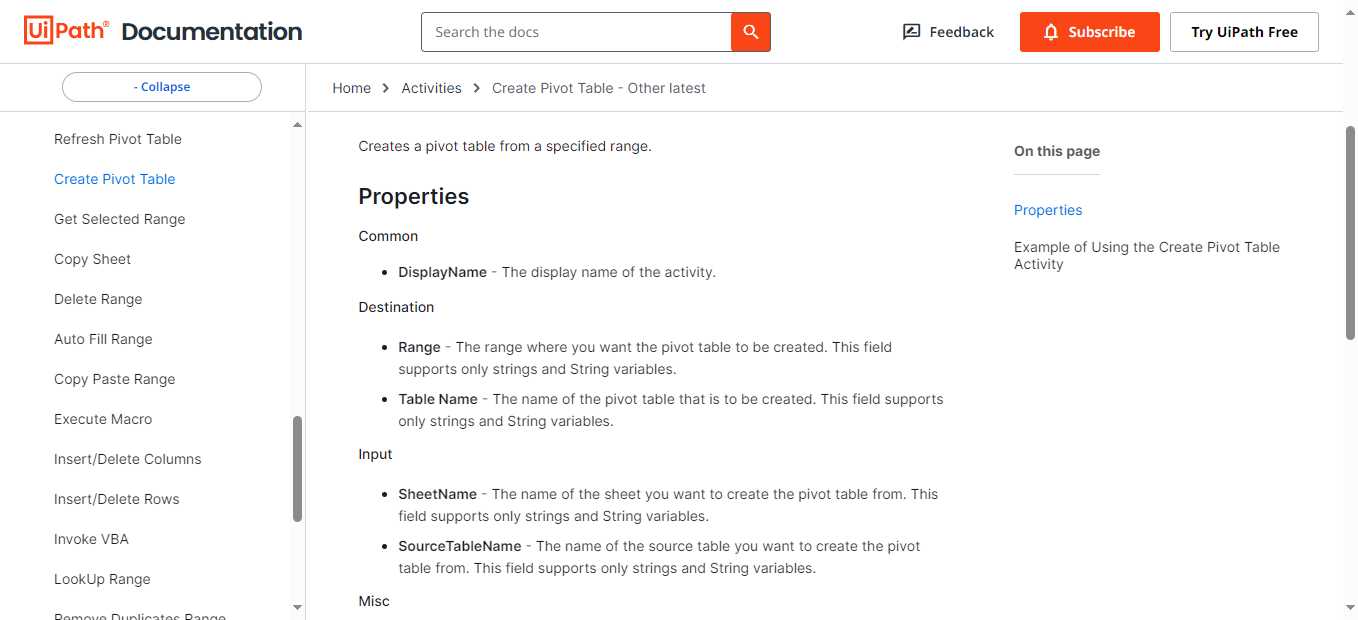 UiPath® Documentation
Search the docs
Feedback
Subscribe
Try UiPath Free
- Collapse
Home > Activities > Create Pivot Table - Other latest
Refresh Pivot Table
Create Pivot Table
Get Selected Range
Copy Sheet
Delete Range
Auto Fill Range
Copy Paste Range
Execute Macro
Insert/Delete Columns
Insert/Delete Rows
Invoke VBA
LookUp Range
Remove Duplicates Range
Creates a pivot table from a specified range.
Properties
Common
• DisplayName - The display name of the activity.
Destination
• Range - The range where you want the pivot table to be created. This field
supports only strings and String variables.
• Table Name - The name of the pivot table that is to be created. This field supports
only strings and String variables.
Input
• SheetName - The name of the sheet you want to create the pivot table from. This
field supports only strings and String variables.
• SourceTableName - The name of the source table you want to create the pivot
table from. This field supports only strings and String variables.
Misc
On this page
Properties
Example of Using the Create Pivot Table
Activity